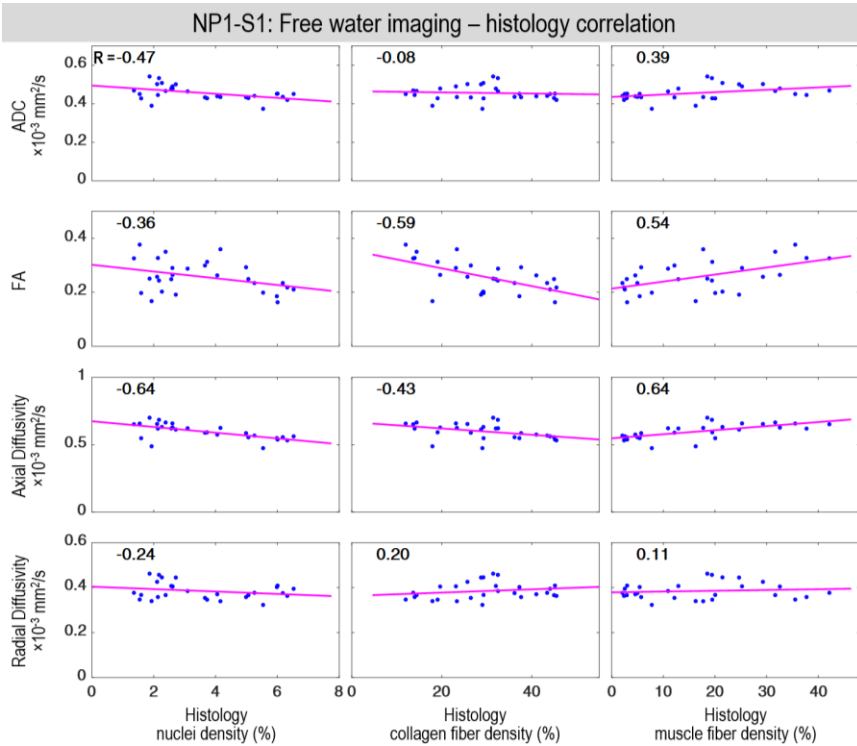 NP1-S1: Free water imaging – histology correlation
R =-0.47
-0.08
0.39
ADC
×10-3 mm2/s
0.6
0.4
0.2
0
-0.36
-0.59
0.54
FA
0.4
0.2
0
-0.64
-0.43
0.64
Axial Diffusivity
×10-3 mm2/s
1
0.5
0
-0.24
0.20
0.11
Radial Diffusivity
×10-3 mm2/s
0.6
0.4
0.2
0
0 2 4 6 8 0 20 40 0 10 20 30 40
Histology
nuclei density (%)
Histology
collagen fiber density (%)
Histology
muscle fiber density (%)